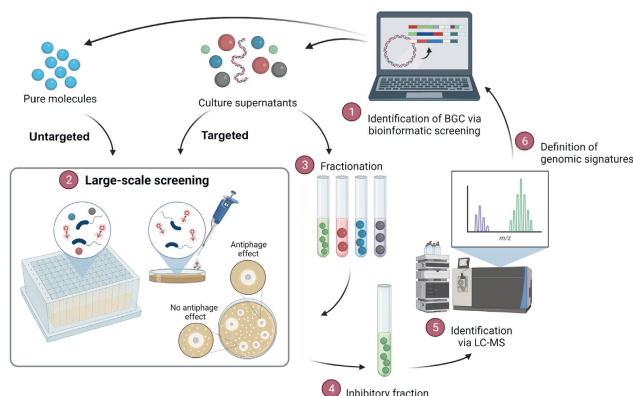 Pure molecules
Culture supernatants
1 Identification of BGC via
bioinformatic screening
Untargeted
Targeted
6 Definition of
genomic signatures
2 Large-scale screening
3 Fractionation
Antiphage
effect
No antiphage
effect
m/z
5 Identification
via LC-MS
4 Inhibitory fraction